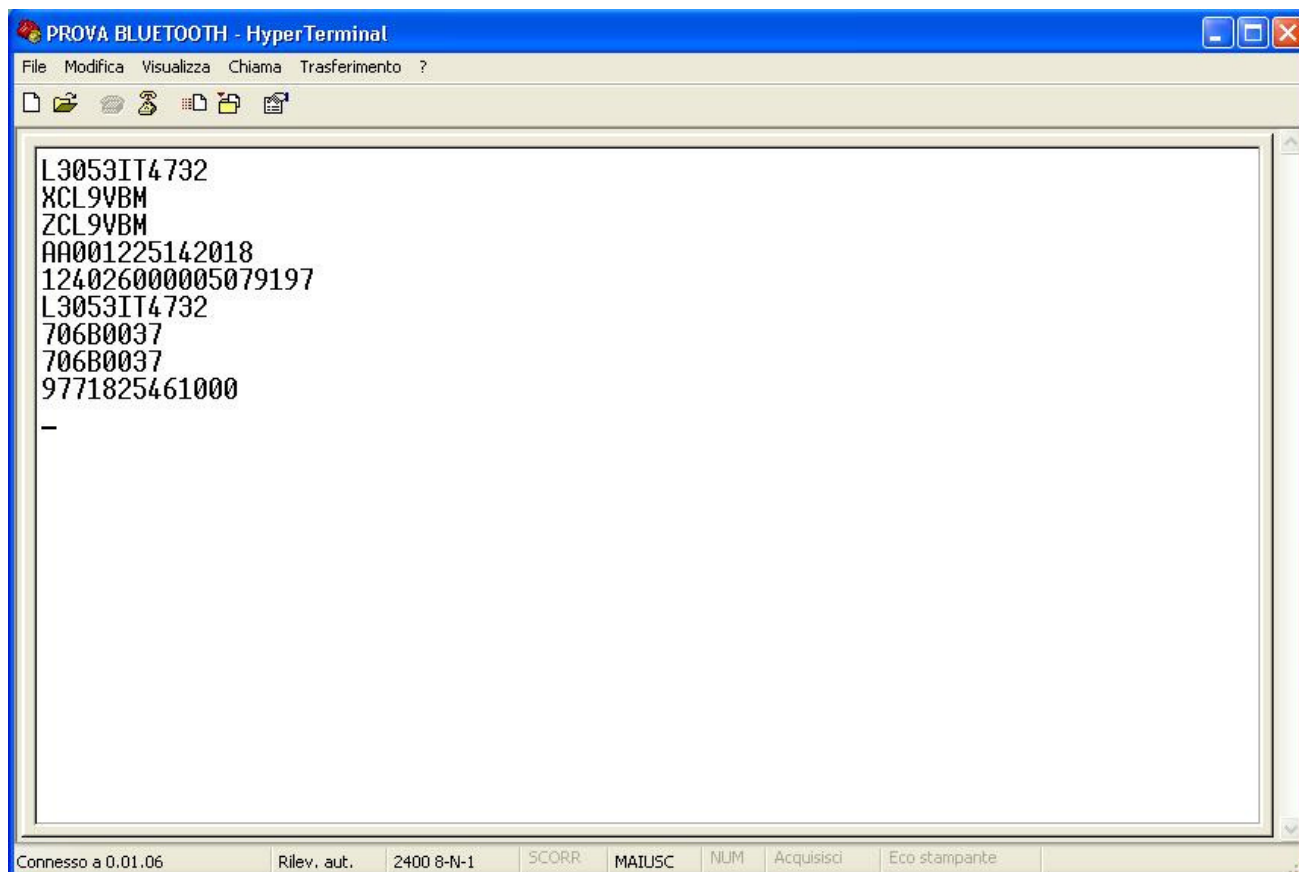 PROVA BLUETOOTH - HyperTerminal
File Modifica Visualizza Chiama Trasferimento ?
L3053IT4732
XCL9VBM
ZCL9VBM
AA001225142018
124026000005079197
L3053IT4732
706B0037
706B0037
9771825461000
_
Connesso a 0.01.06 Rilev. aut. 2400 8-N-1 SCORR MAIUSC NUM Acquisisci Eco stampante